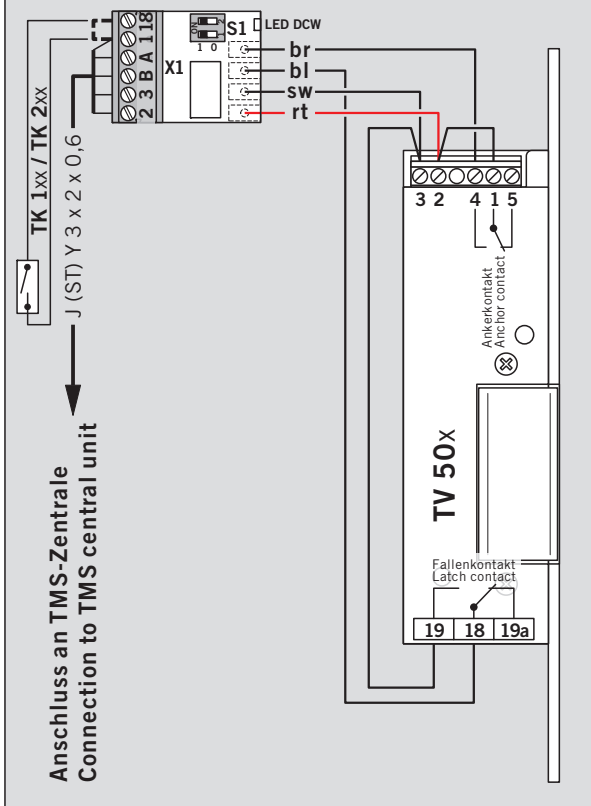 2 3 B A 1 18
ON
1 2
1 0
S1
LED DCW
X1
br
bl
sw
rt
TK 1xx / TK 2xx
J (ST) Y 3 x 2 x 0,6
Anschluss an TMS-Zentrale
Connection to TMS central unit
3 2 4 1 5
Ankerkontakt
Anchor contact
TV 50x
Fallenkontakt
Latch contact
19 18 19a